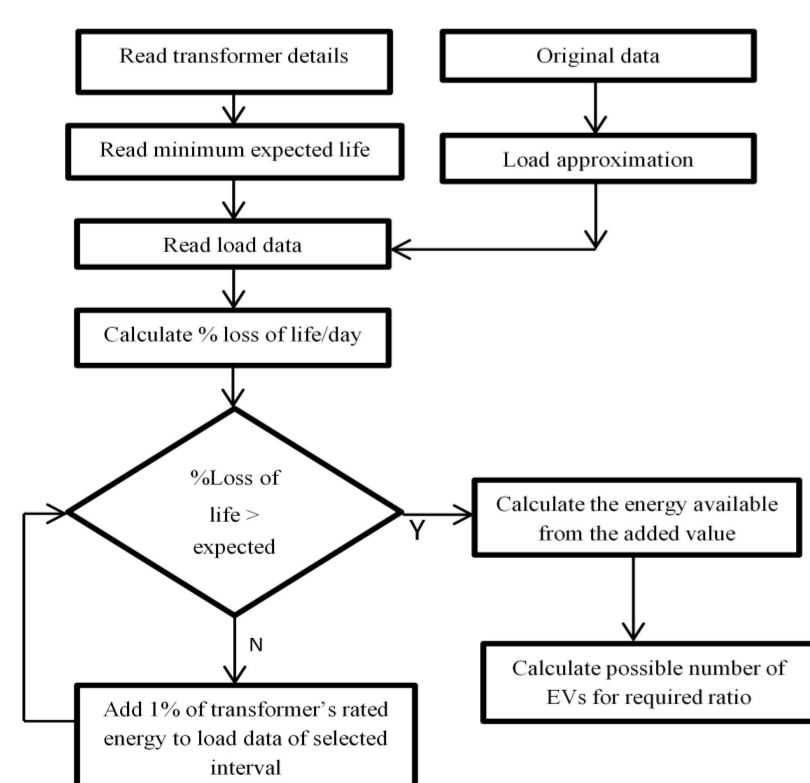 Read transformer details
Original data
Read minimum expected life
Load approximation
Read load data
Calculate % loss of life/day
%Loss of
life >
expected
Y
Calculate the energy available
from the added value
N
Calculate possible number of
EVs for required ratio
Add 1% of transformer's rated
energy to load data of selected
interval